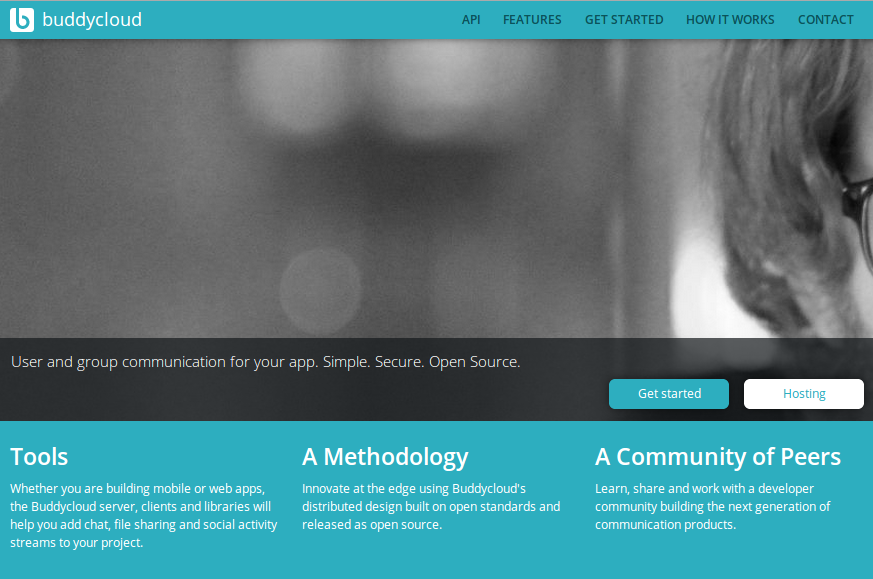 buddycloud
API FEATURES GET STARTED HOW IT WORKS CONTACT
User and group communication for your app. Simple. Secure. Open Source.
Get started Hosting
Tools
Whether you are building mobile or web apps,
the Buddycloud server, clients and libraries will
help you add chat, file sharing and social activity
streams to your project.
A Methodology
Innovate at the edge using Buddycloud's
distributed design built on open standards and
released as open source.
A Community of Peers
Learn, share and work with a developer
community building the next generation of
communication products.